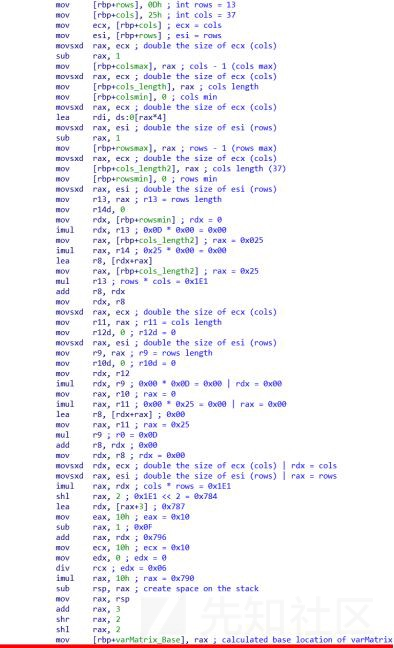 mov [rbp+rows], 0Dh ; int rows = 13
mov [rbp+cols], 25h ; int cols = 37
mov ecx, [rbp+cols] ; ecx = cols
mov esi, [rbp+rows] ; esi = rows
movsxd rax, ecx ; double the size of ecx (cols)
sub rax, 1
mov [rbp+colsmax], rax ; cols - 1 (cols max)
movsxd rax, ecx ; double the size of ecx (cols)
mov [rbp+cols_length], rax ; cols length
mov [rbp+colsmin], 0 ; cols min
movsxd rax, ecx ; double the size of ecx (cols)
lea rdi, ds:0[rax*4]
movsxd rax, esi ; double the size of esi (rows)
sub rax, 1
mov [rbp+rowsmax], rax ; rows - 1 (rows max)
movsxd rax, ecx ; double the size of ecx (cols)
mov [rbp+cols_length2], rax ; cols length (37)
mov [rbp+rowsmin], 0 ; rows min
movsxd rax, esi ; double the size of esi (rows)
mov r13, rax ; r13 = rows length
mov r14d, 0
mov rdx, [rbp+rowsmin] ; rdx = 0
imul rdx, r13 ; 0x0D * 0x00 = 0x00
mov rax, [rbp+cols_length2] ; rax = 0x025
imul rax, r14 ; 0x25 * 0x00 = 0x00
lea r8, [rdx+rax]
mov rax, [rbp+cols_length2] ; rax = 0x25
mul r13 ; rows * cols = 0x1E1
add r8, rdx
mov rdx, r8
movsxd rax, ecx ; double the size of ecx (cols)
mov r11, rax ; r11 = cols length
mov r12d, 0 ; r12d = 0
movsxd rax, esi ; double the size of esi (rows)
mov r9, rax ; r9 = rows length
mov r10d, 0 ; r10d = 0
mov rdx, r12
imul rdx, r9 ; 0x00 * 0x0D = 0x00 | rdx = 0x00
mov rax, r10 ; rax = 0
imul rax, r11 ; 0x00 * 0x25 = 0x00 | rax = 0x00
lea r8, [rdx+rax] ; 0x00
mov rax, r11 ; rax = 0x25
mul r9 ; r0 = 0x0D
add r8, rdx ; 0x00
mov rdx, r8 ; rdx = 0x00
movsxd rdx, ecx ; double the size of ecx (cols) | rdx = cols
movsxd rax, esi ; double the size of esi (rows) | rax = rows
imul rax, rdx ; cols * rows = 0x1E1
shl rax, 2 ; 0x1E1 << 2 = 0x784
lea rdx, [rax+3] ; 0x787
mov eax, 10h ; eax = 0x10
sub rax, 1 ; 0x0F
add rax, rdx ; 0x796
mov ecx, 10h ; ecx = 0x10
mov edx, 0 ; edx = 0
div rcx ; edx = 0x06
imul rax, 10h ; rax = 0x790
sub rsp, rax ; create space on the stack
mov rax, rsp
add rax, 3
shr rax, 2
shl rax, 2
mov [rbp+varMatrix_Base], rax ; calculated base location of varMatrix
先知社区